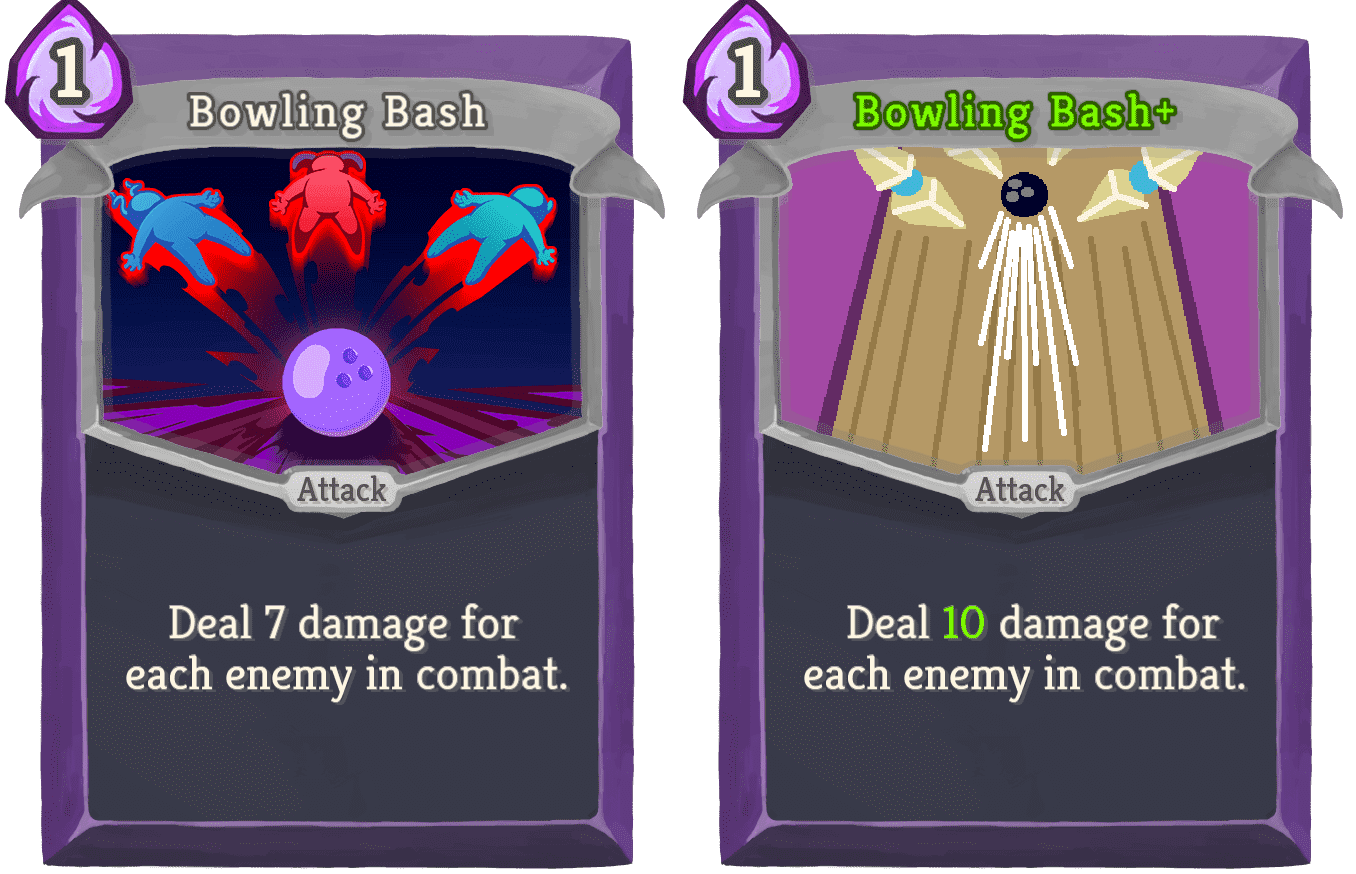 1
Bowling Bash
Attack
Deal 7 damage for
each enemy in combat.
1
Bowling Bash+
Attack
Deal 10 damage for
each enemy in combat.